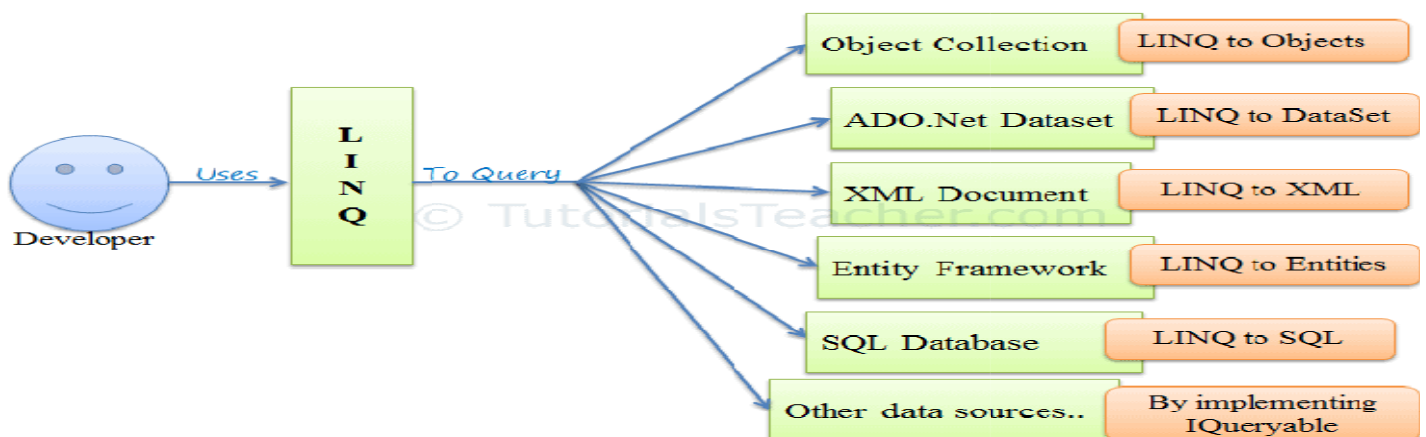 Object Collection
LINQ to Objects
ADO.Net Dataset
LINQ to DataSet
L
I
N
Q
Uses
To Query
XML Document
LINQ to XML
© TutorialsTeacher.com
Developer
Entity Framework
LINQ to Entities
SQL Database
LINQ to SQL
Other data sources..
By implementing
IQueryable